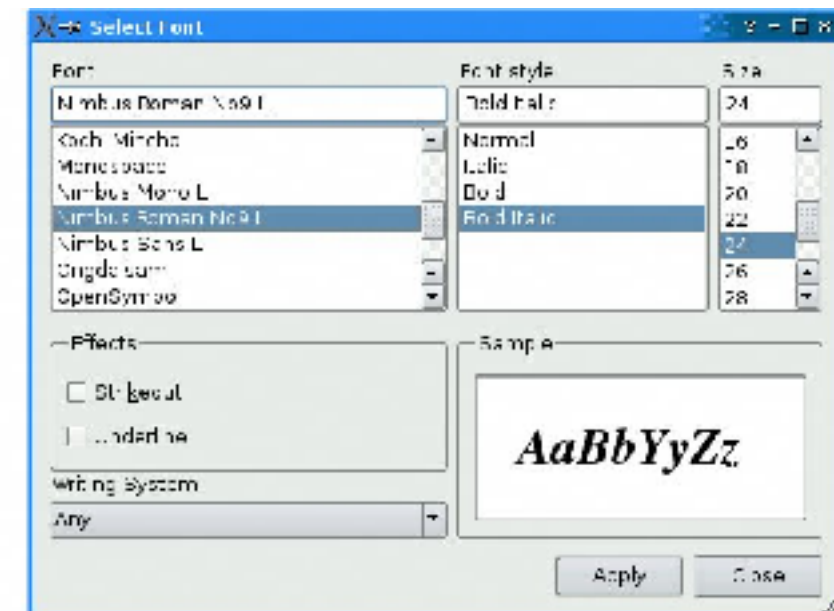 Select Font
Font Font style Size
Nimbus Roman No9 L Bold Italic 24
Kochi Mincho Normal 16
Monospace Italic 18
Nimbus Mono L Bold 20
Nimbus Roman No9 L Bold Italic 22
Nimbus Sans L 24
26
OpenSymbol 28
Effects Sample
Strikeout
Underline
AaBbYyZz
Writing System
Any
Apply Close